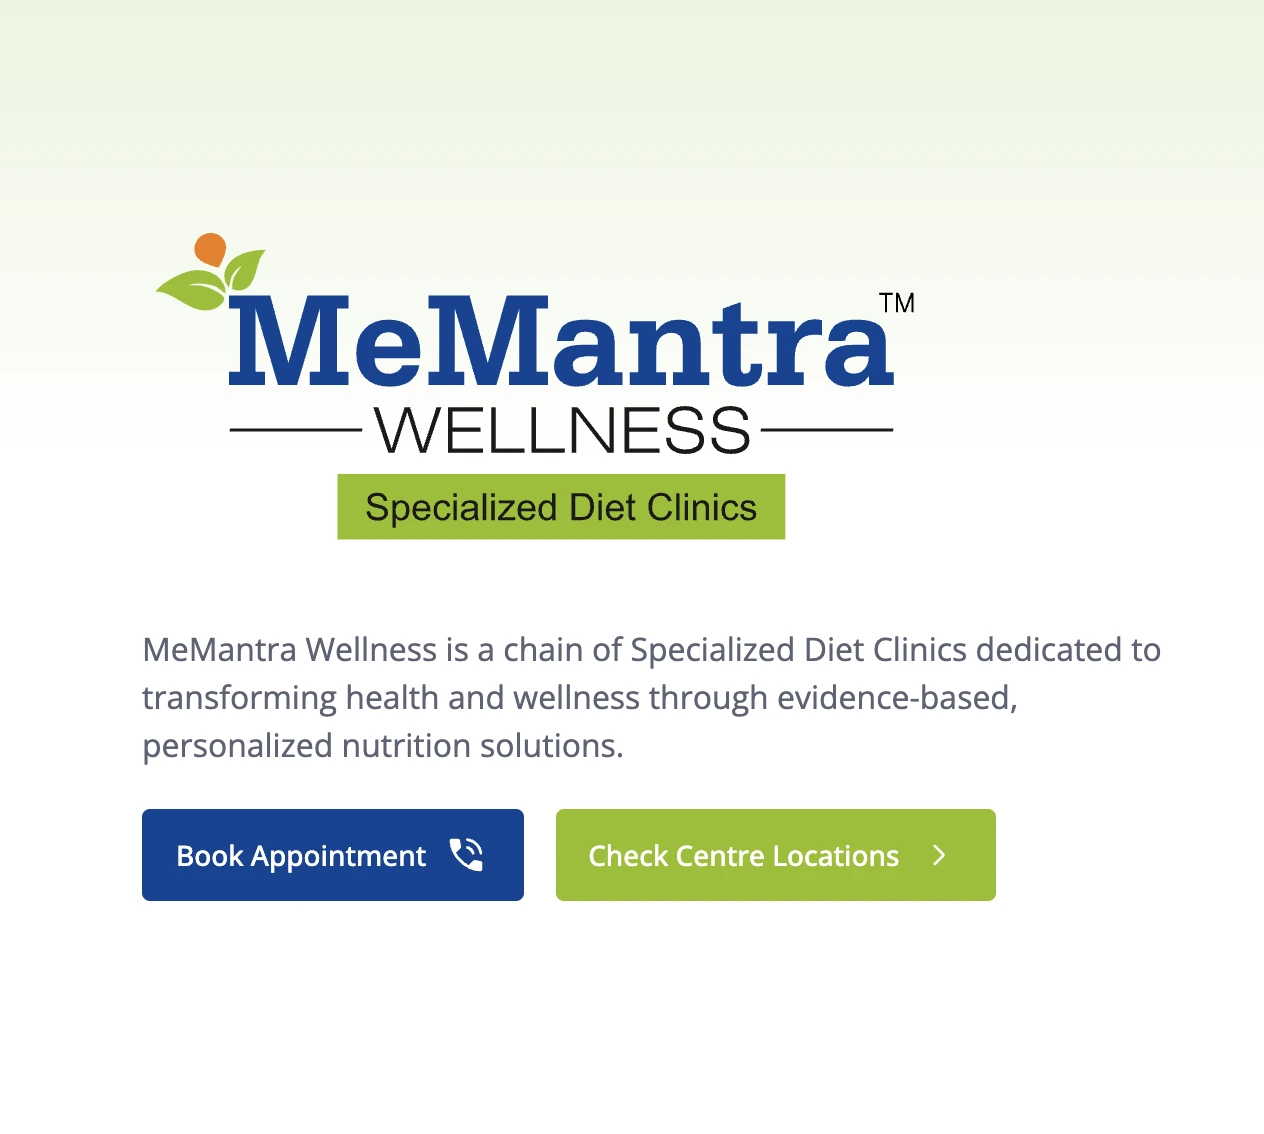 MeMantra™
WELLNESS
Specialized Diet Clinics
MeMantra Wellness is a chain of Specialized Diet Clinics dedicated to
transforming health and wellness through evidence-based,
personalized nutrition solutions.
Book Appointment
Check Centre Locations